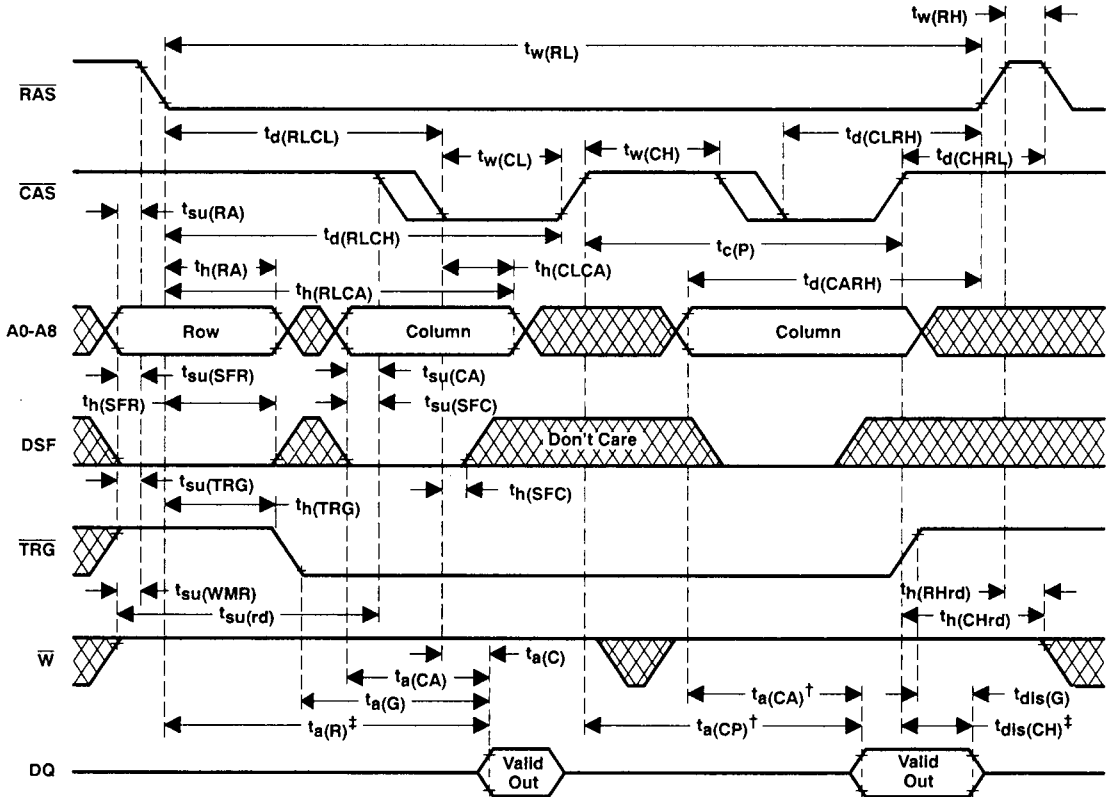 tw(RH)
tw(RL)
RAS
td(RLCL)
td(CLRH)
tw(CL)
tw(CH)
td(CHRL)
CAS
tsu(RA)
td(RLCH)
tc(P)
th(RA)
th(CLCA)
th(RLCA)
td(CARH)
A0-A8
Row
Column
Column
tsu(SFR)
tsu(CA)
th(SFR)
tsu(SFC)
DSF
Don't Care
tsu(TRG)
th(TRG)
th(SFC)
TRG
tsu(WMR)
th(RHrd)
tsu(rd)
th(CHrd)
W
ta(C)
ta(CA)
ta(CA)†
tdis(G)
ta(G)
ta(R)‡
ta(CP)†
tdis(CH)‡
DQ
Valid
Out
Valid
Out